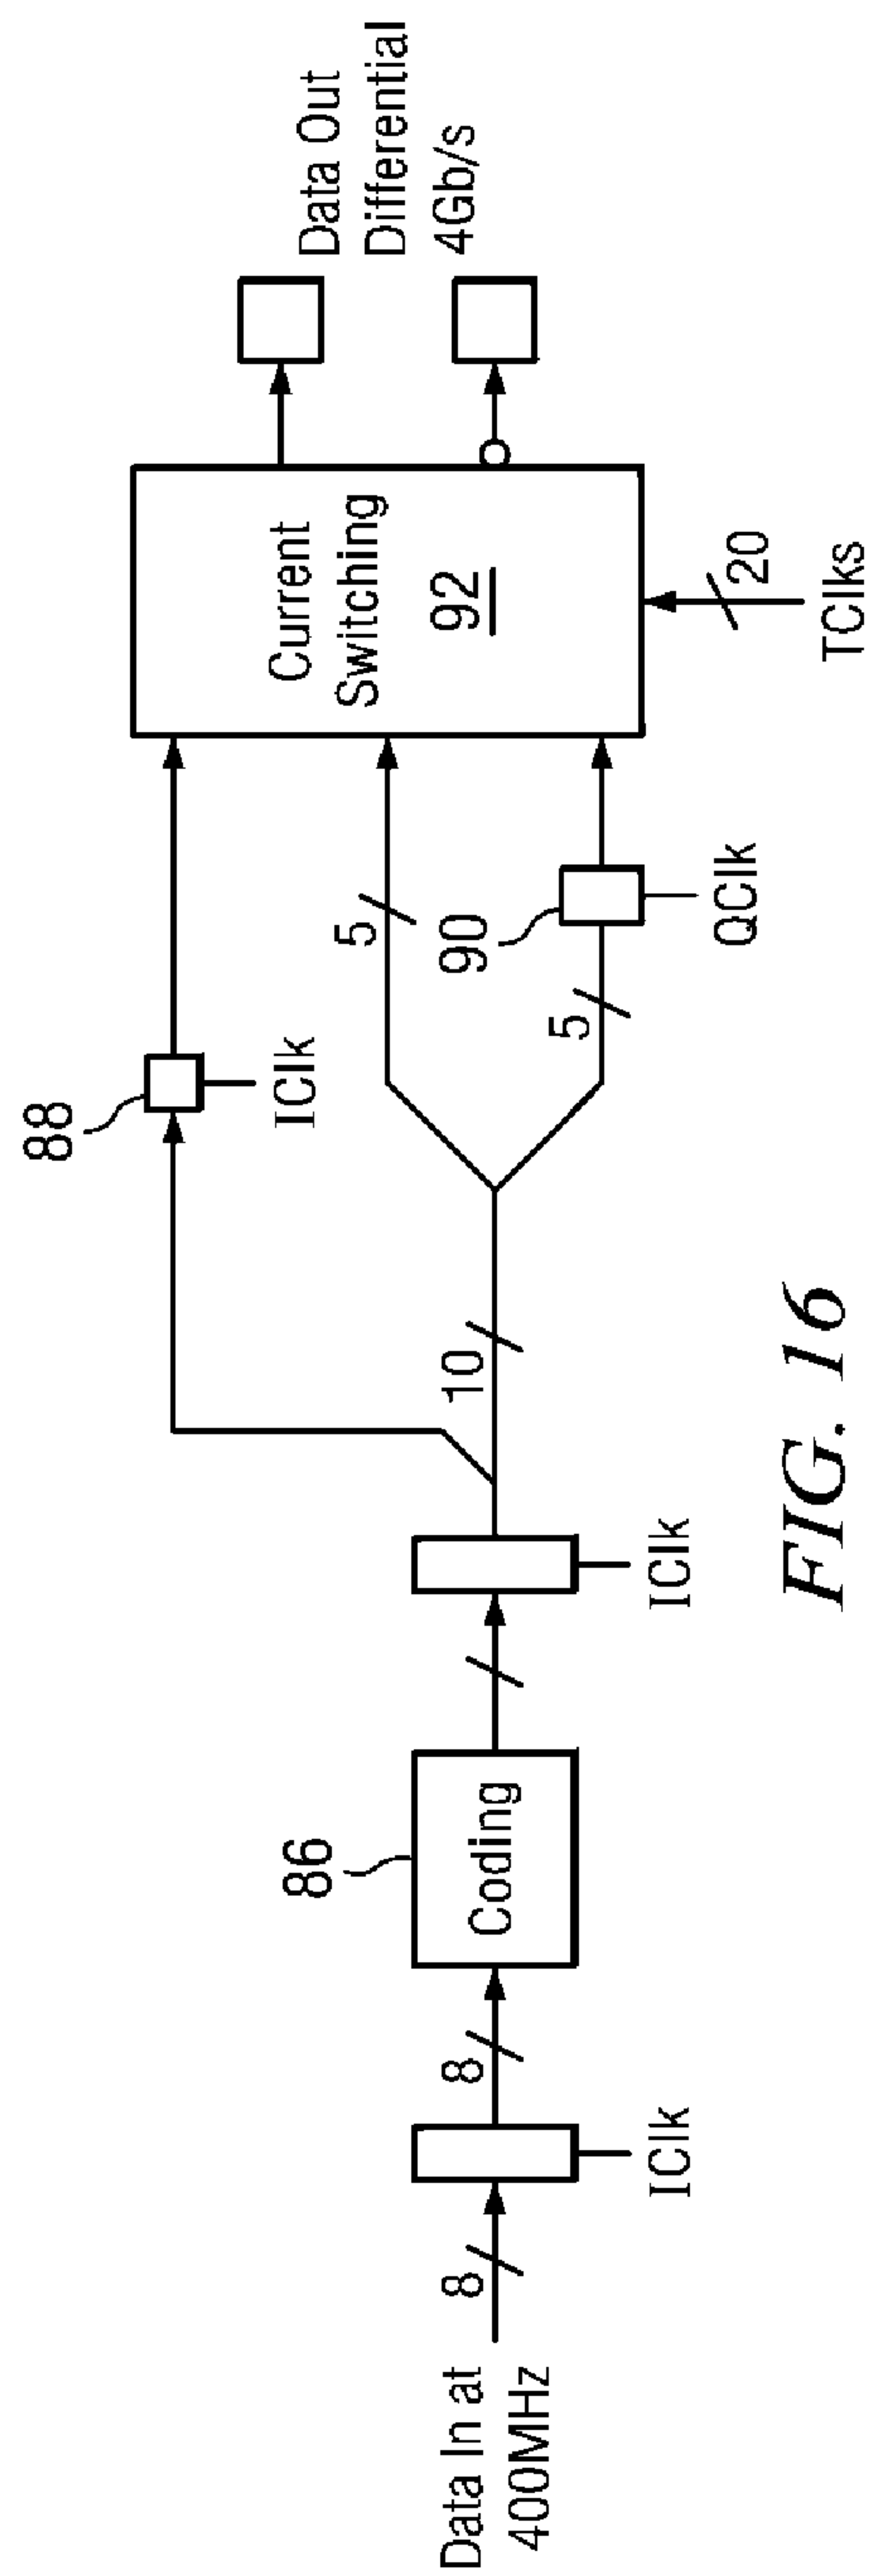 Data In at
400MHz
8
IClk
8
86
Coding
IClk
10
88
IClk
5
5
90
QClk
Current
Switching
92
20
TClks
Data Out
Differential
4Gb/s
FIG. 16